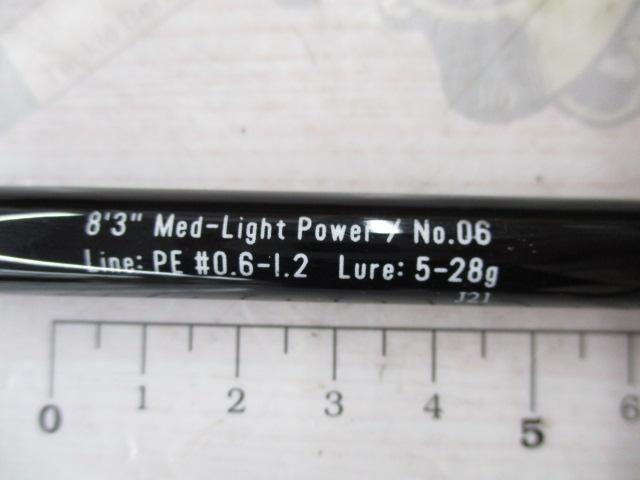 8'3" Med-Light Power / No.06
Line: PE #0.6-1.2 Lure: 5-28g
J21
0 1 2 3 4 5 6